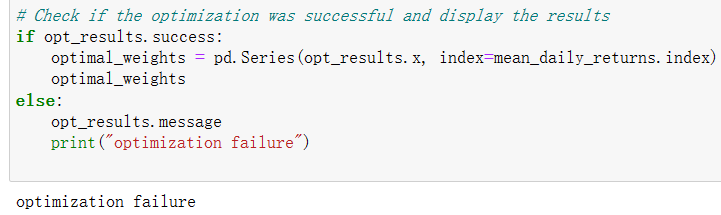 # Check if the optimization was successful and display the results
if opt_results.success:
    optimal_weights = pd.Series(opt_results.x, index=mean_daily_returns.index)
    optimal_weights
else:
    opt_results.message
    print("optimization failure")
optimization failure